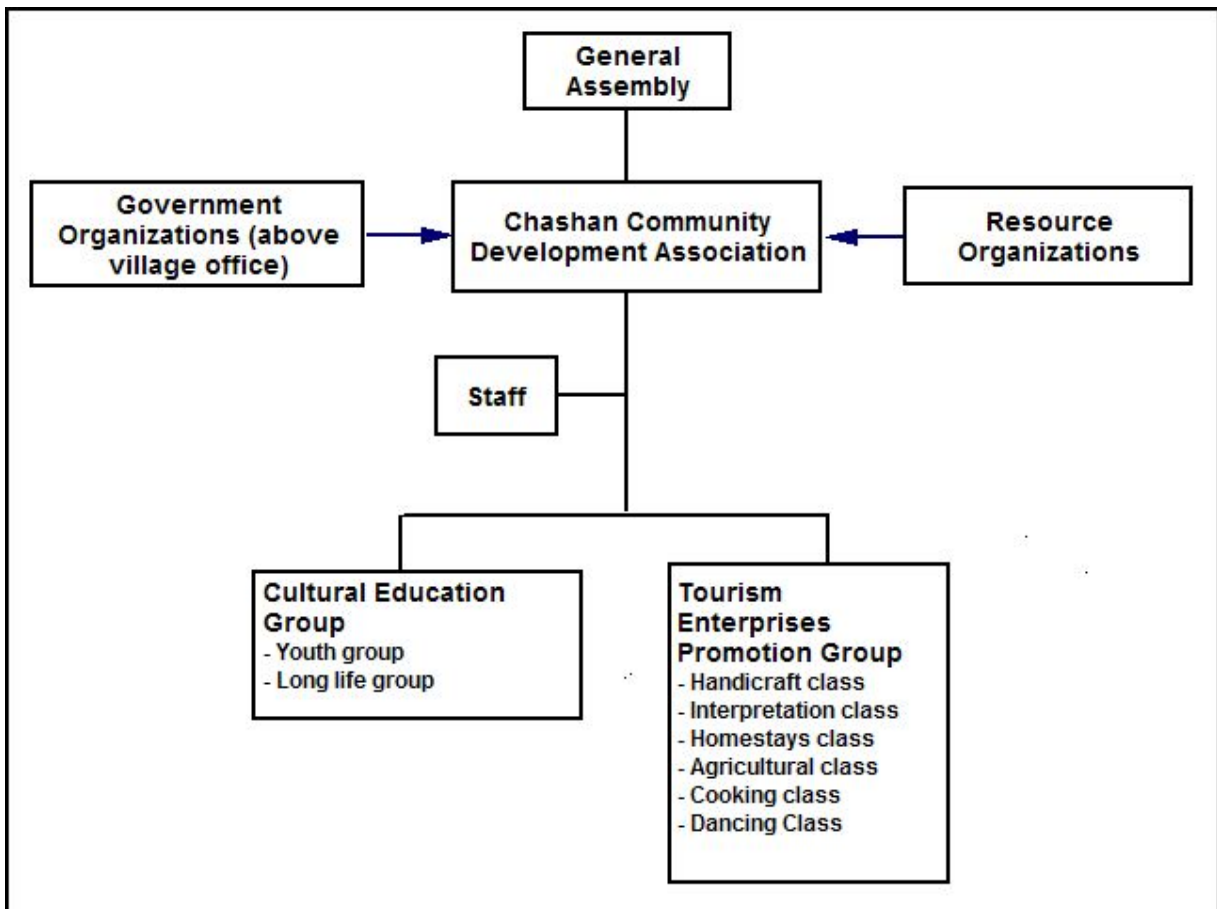 General
Assembly
Government
Organizations (above
village office)
Chashan Community
Development Association
Resource
Organizations
Staff
Cultural Education
Group
- Youth group
- Long life group
Tourism
Enterprises
Promotion Group
- Handicraft class
- Interpretation class
- Homestays class
- Agricultural class
- Cooking class
- Dancing Class